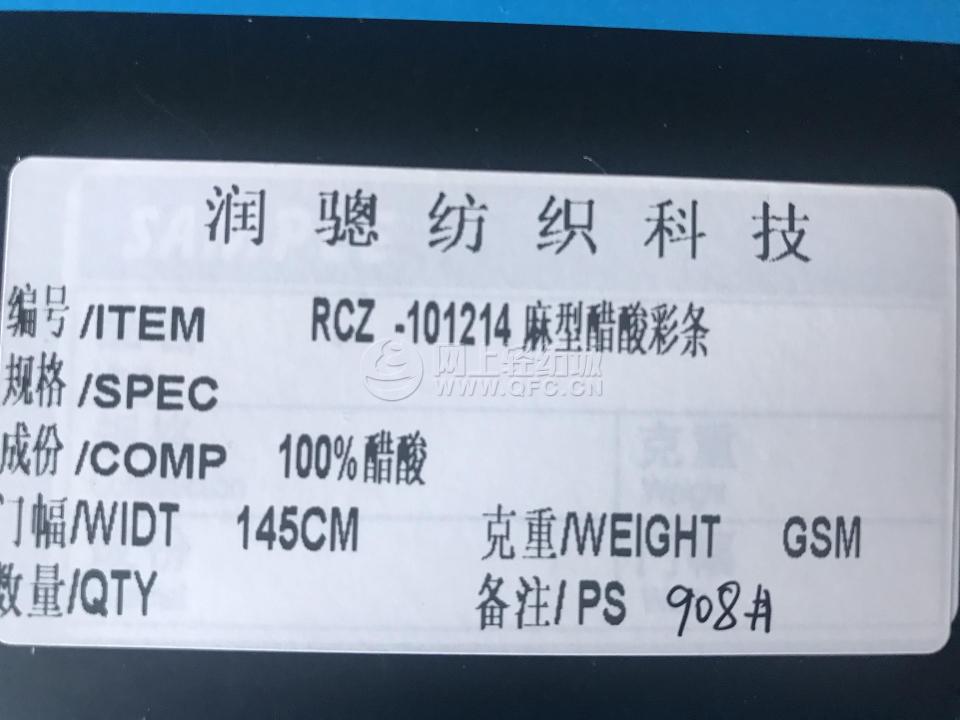 润骢纺织科技
编号/ITEM RCZ -101214 麻型醋酸彩条
网上轻纺城
WWW.QFC.CN
规格/SPEC
成份/COMP 100%醋酸
门幅/WIDT 145CM 克重/WEIGHT GSM
数量/QTY 备注/PS 908#